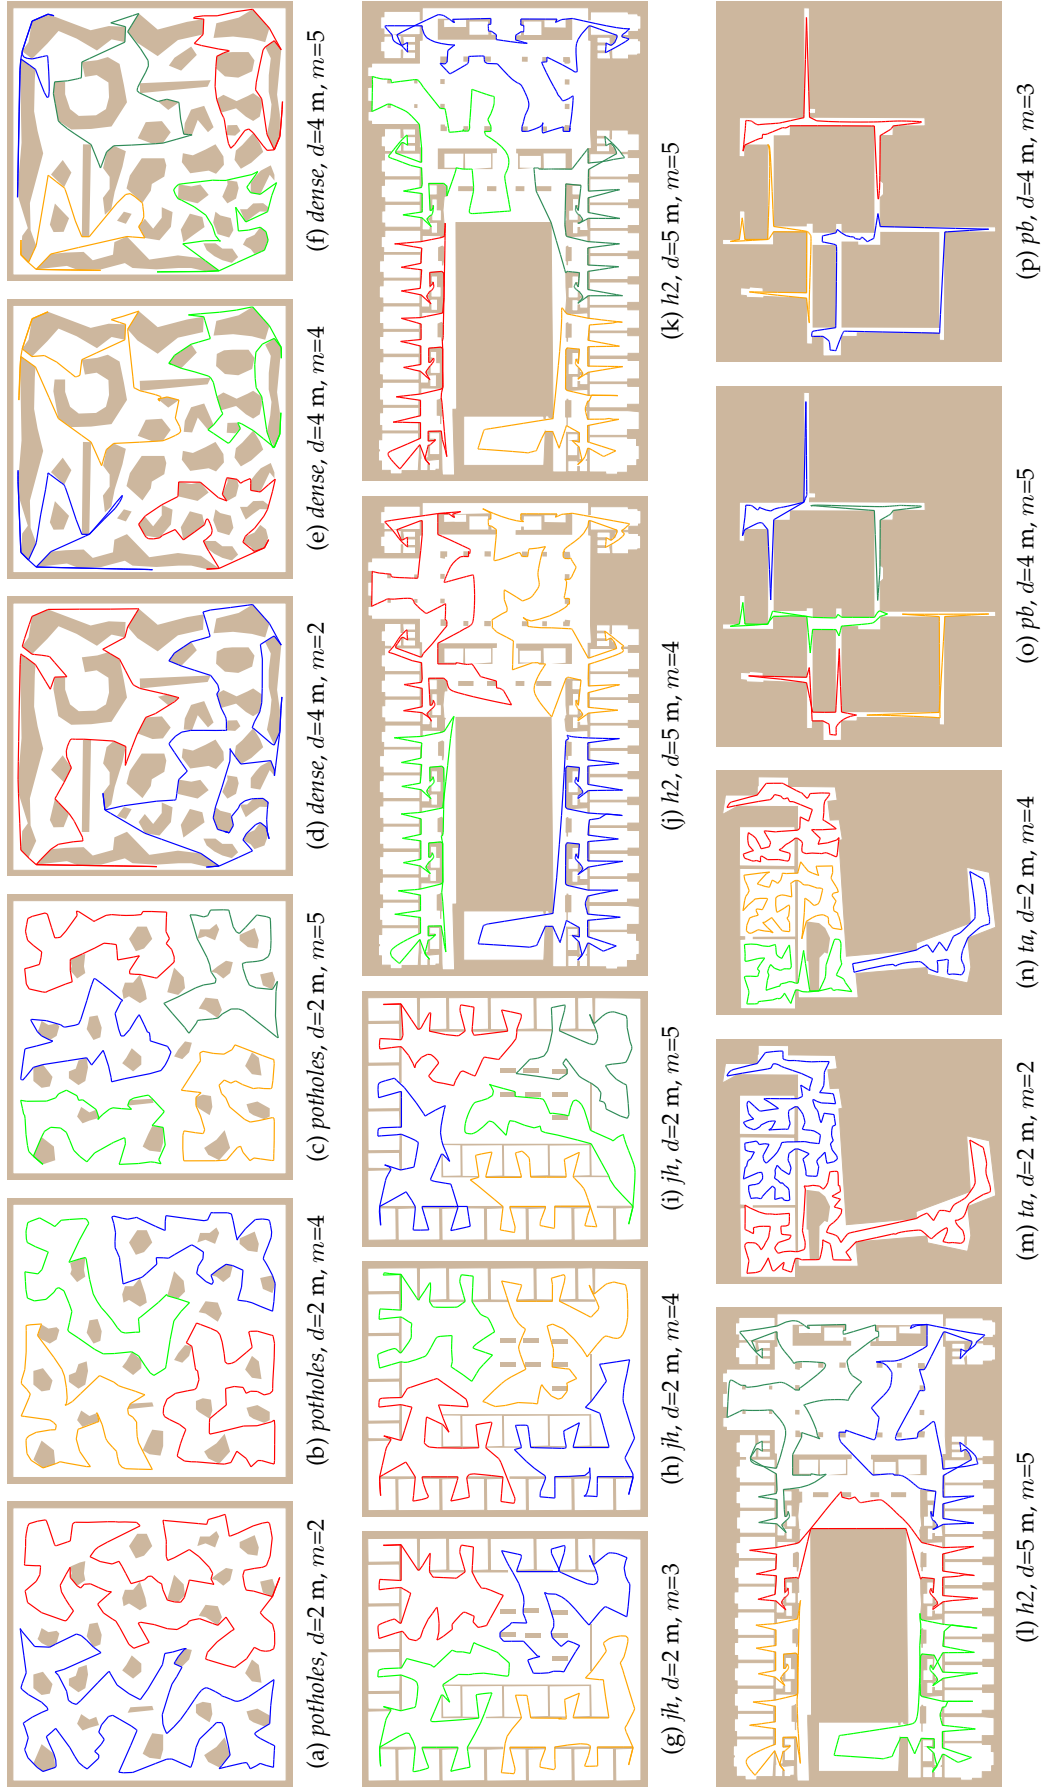 (a) potholes, d=2 m, m=2
(b) potholes, d=2 m, m=4
(c) potholes, d=2 m, m=5
(d) dense, d=4 m, m=2
(e) dense, d=4 m, m=4
(f) dense, d=4 m, m=5
(g) jh, d=2 m, m=3
(h) jh, d=2 m, m=4
(i) jh, d=2 m, m=5
(j) h2, d=5 m, m=4
(k) h2, d=5 m, m=5
(l) h2, d=5 m, m=5
(m) ta, d=2 m, m=2
(n) ta, d=2 m, m=4
(o) pb, d=4 m, m=5
(p) pb, d=4 m, m=3